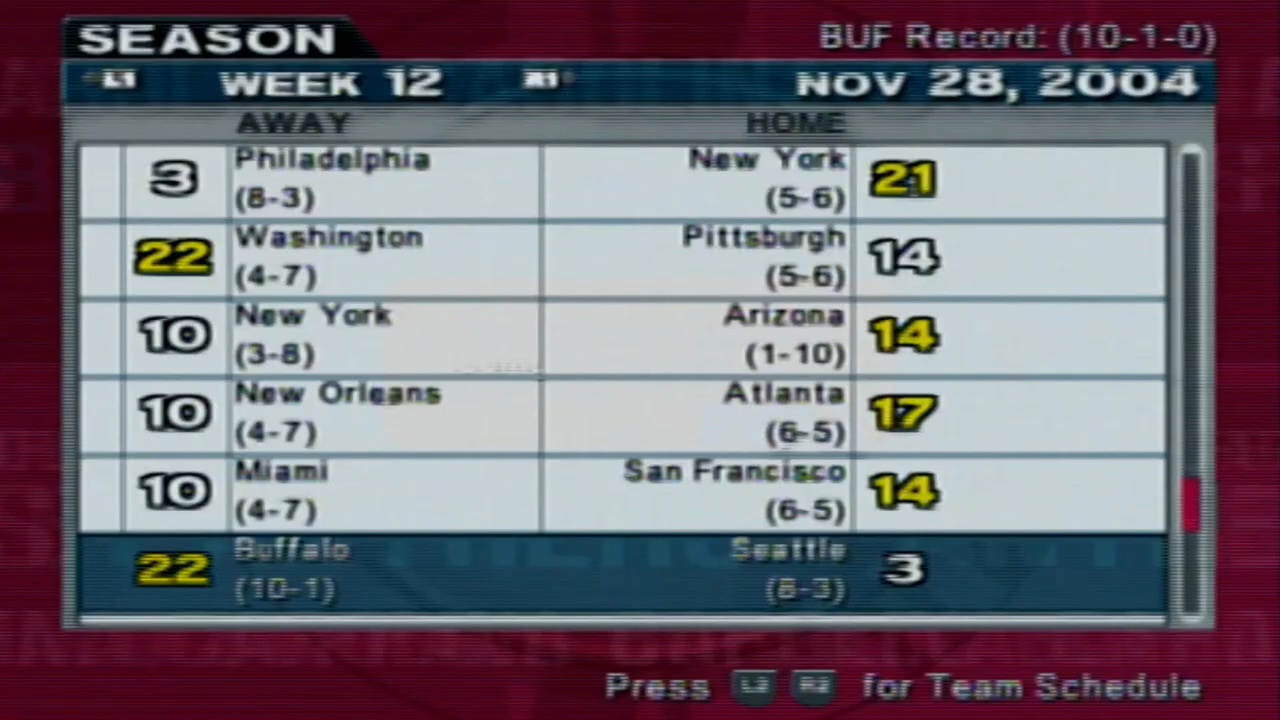 SEASON
BUF Record: (10-1-0)
L1 WEEK 12 R1 NOV 28, 2004
AWAY HOME
3 Philadelphia (8-3) New York (5-6) 21
22 Washington (4-7) Pittsburgh (5-6) 14
10 New York (3-8) Arizona (1-10) 14
10 New Orleans (4-7) Atlanta (6-5) 17
10 Miami (4-7) San Francisco (6-5) 14
22 Buffalo (10-1) Seattle (8-3) 3
Press L2 R2 for Team Schedule